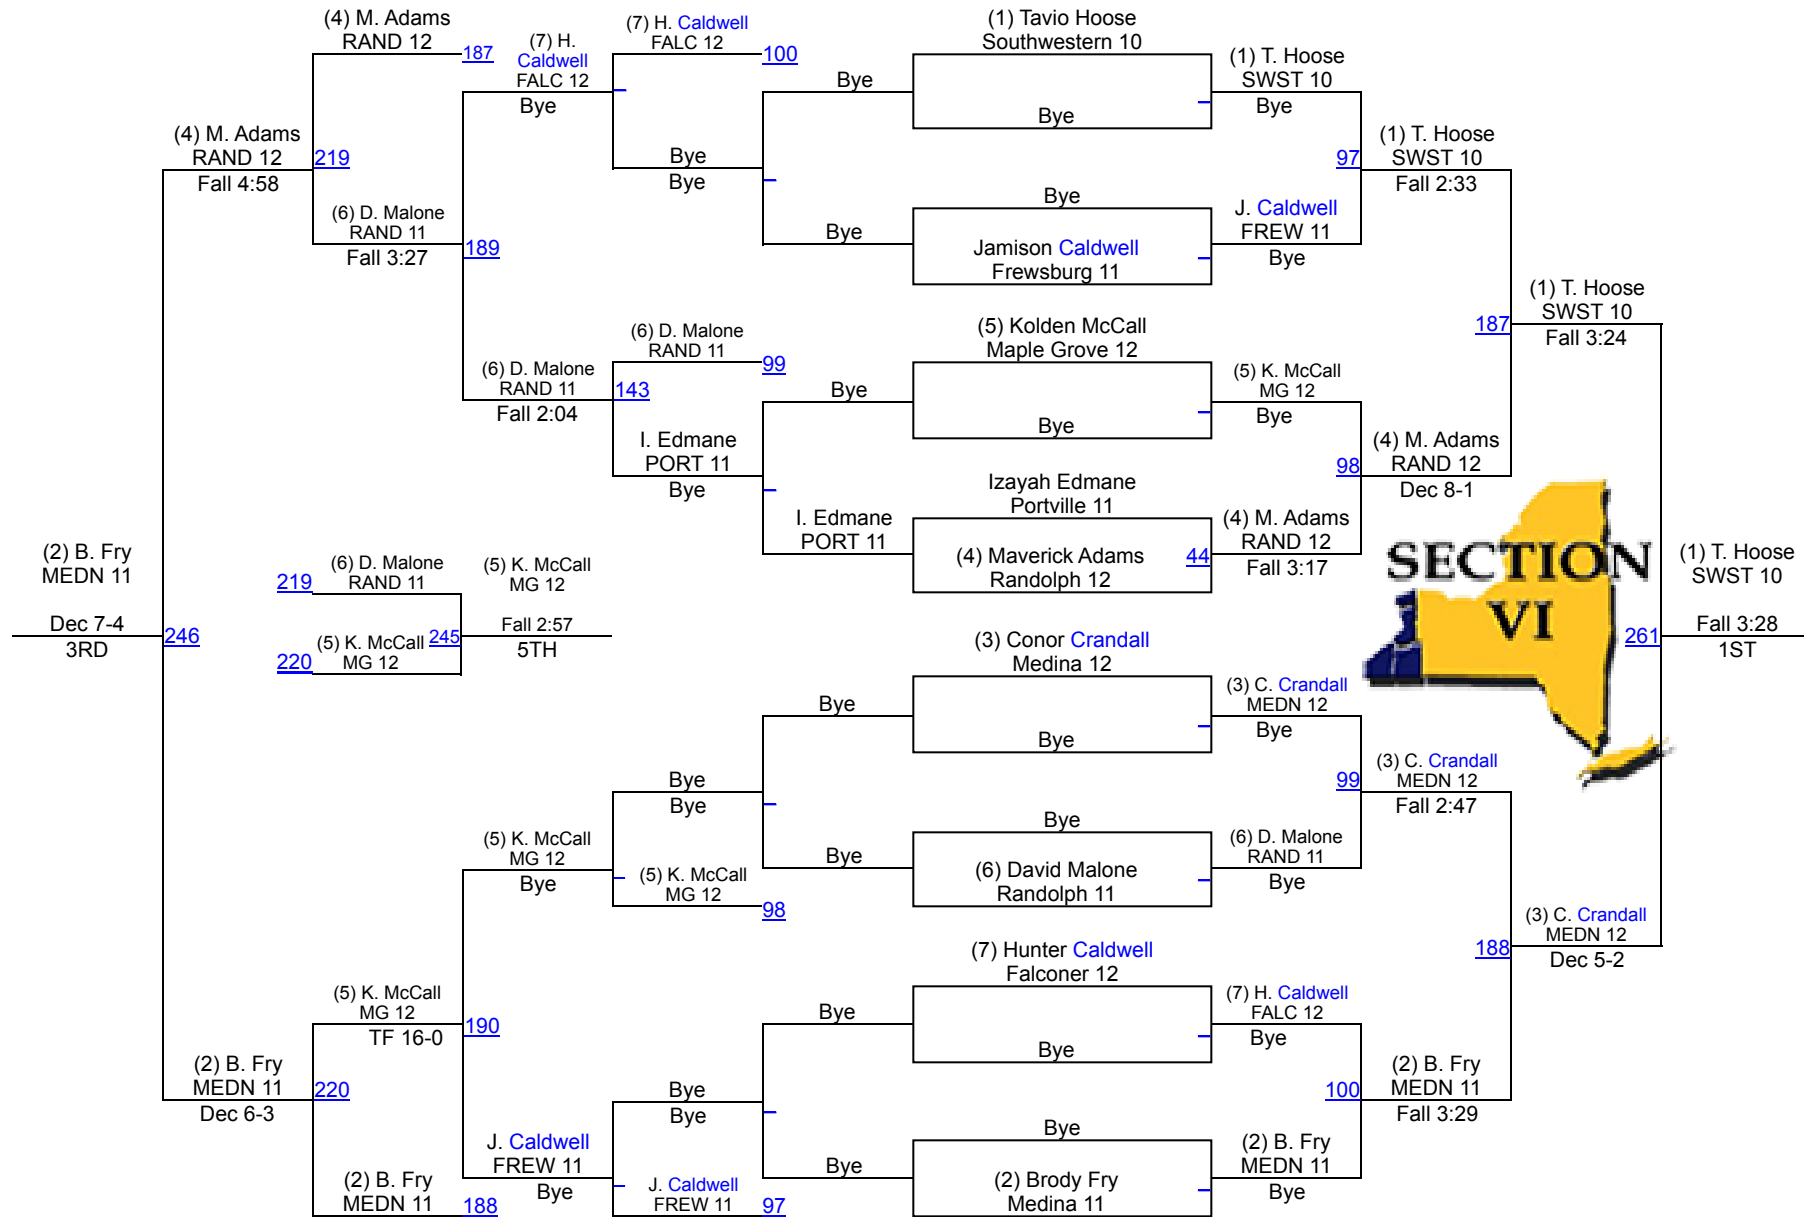 (4) M. Adams
RAND 12
187
(4) M. Adams
RAND 12
Fall 4:58
219
(6) D. Malone
RAND 11
Fall 3:27
189
(7) H.
Caldwell
FALC 12
Bye
(7) H. Caldwell
FALC 12
100
Bye
Bye
Bye
Bye
(6) D. Malone
RAND 11
Fall 2:04
143
(6) D. Malone
RAND 11
99
I. Edmane
PORT 11
Bye
Bye
I. Edmane
PORT 11
(1) Tavio Hoose
Southwestern 10
Bye
Bye
Jamison Caldwell
Frewsburg 11
(5) Kolden McCall
Maple Grove 12
Bye
Izayah Edmane
Portville 11
(4) Maverick Adams
Randolph 12
44
(1) T. Hoose
SWST 10
Bye
97
J. Caldwell
FREW 11
Bye
(5) K. McCall
MG 12
Bye
98
(4) M. Adams
RAND 12
Fall 3:17
(1) T. Hoose
SWST 10
Fall 2:33
187
(4) M. Adams
RAND 12
Dec 8-1
(1) T. Hoose
SWST 10
Fall 3:24
SECTION
VI
(1) T. Hoose
SWST 10
261
Fall 3:28
1ST
(2) B. Fry
MEDN 11
Dec 7-4
3RD
246
219
(6) D. Malone
RAND 11
220
(5) K. McCall
MG 12
245
(5) K. McCall
MG 12
Fall 2:57
5TH
(3) Conor Crandall
Medina 12
Bye
Bye
(6) David Malone
Randolph 11
(7) Hunter Caldwell
Falconer 12
Bye
Bye
(2) Brody Fry
Medina 11
Bye
Bye
Bye
Bye
(5) K. McCall
MG 12
Bye
(5) K. McCall
MG 12
98
(5) K. McCall
MG 12
TF 16-0
190
(2) B. Fry
MEDN 11
Dec 6-3
220
(2) B. Fry
MEDN 11
188
J. Caldwell
FREW 11
Bye
Bye
Bye
J. Caldwell
FREW 11
97
Bye
Bye
(3) C. Crandall
MEDN 12
Bye
99
(6) D. Malone
RAND 11
Bye
(7) H. Caldwell
FALC 12
Bye
100
(2) B. Fry
MEDN 11
Bye
(3) C. Crandall
MEDN 12
Fall 2:47
188
(2) B. Fry
MEDN 11
Fall 3:29
(3) C. Crandall
MEDN 12
Dec 5-2